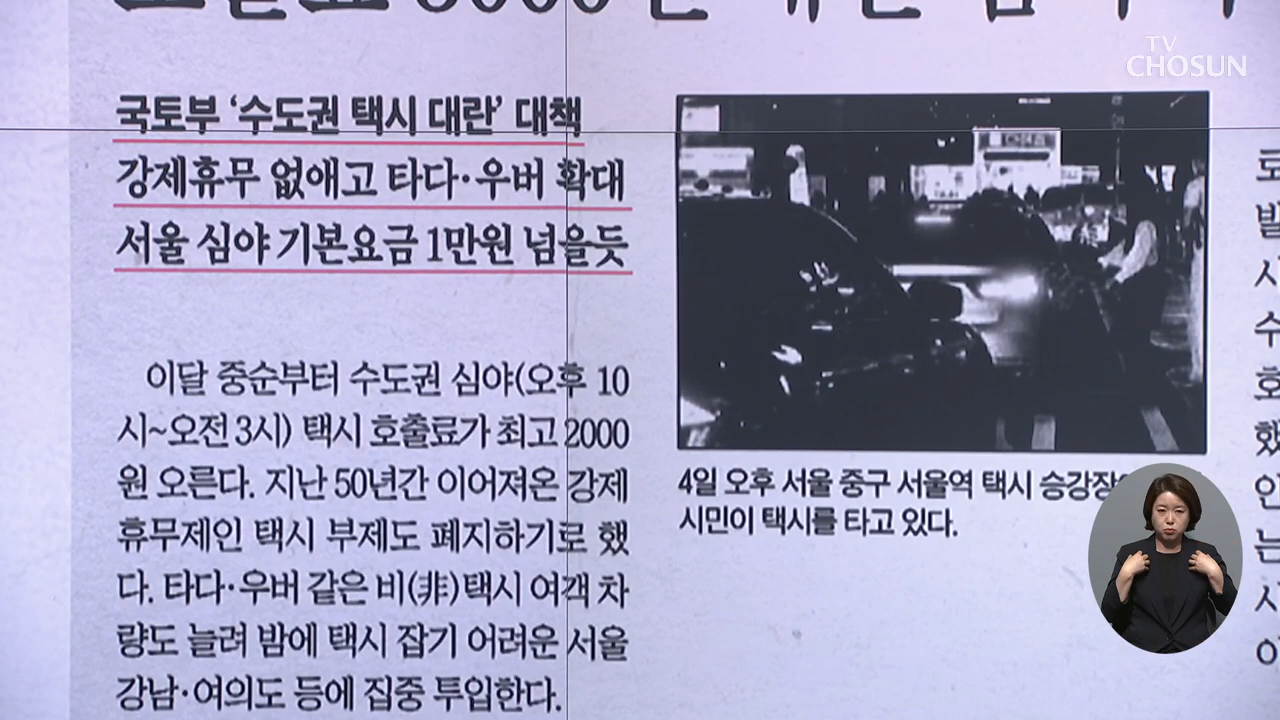 TV
CHOSUN
국토부 ‘수도권 택시 대란’ 대책
강제휴무 없애고 타다·우버 확대
서울 심야 기본요금 1만원 넘을듯
이달 중순부터 수도권 심야(오후 10
시~오전 3시) 택시 호출료가 최고 2000
원 오른다. 지난 50년간 이어져온 강제
휴무제인 택시 부제도 폐지하기로 했
다. 타다·우버 같은 비(非)택시 여객 차
량도 늘려 밤에 택시 잡기 어려운 서울
강남·여의도 등에 집중 투입한다.
4일 오후 서울 중구 서울역 택시 승강장
시민이 택시를 타고 있다.
로
발
시
수
호
했
인
는